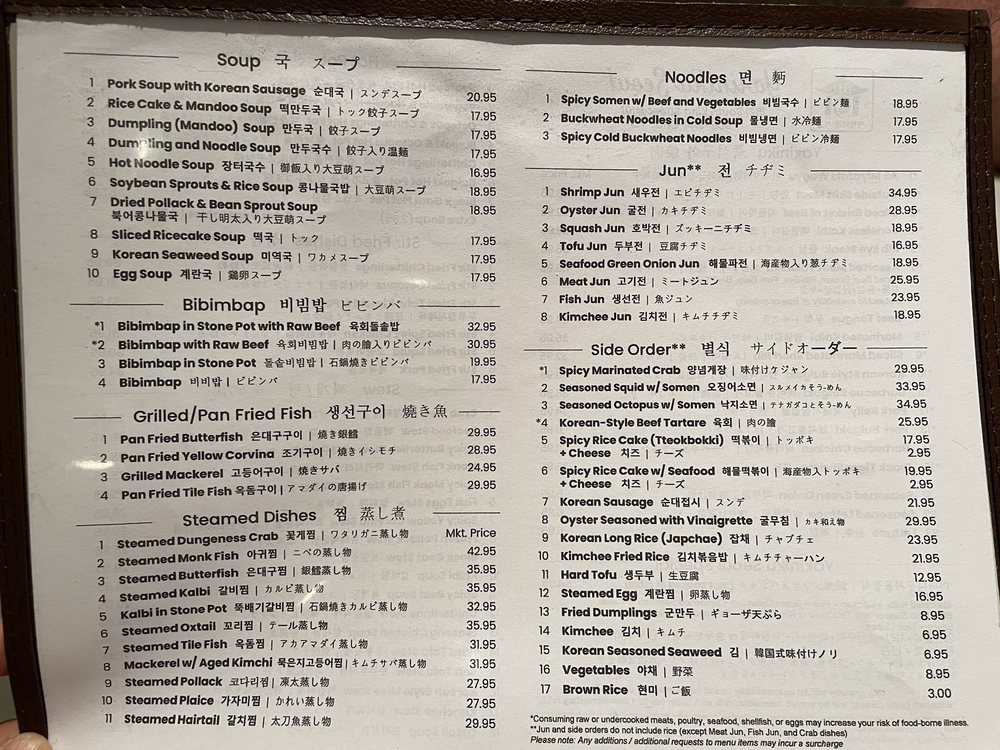 Soup 국 スープ
1 Pork Soup with Korean Sausage 순대국 | スンデスープ 20.95
2 Rice Cake & Mandoo Soup 떡만두국 | トック餃子スープ 17.95
3 Dumpling (Mandoo) Soup 만두국 | 餃子スープ 17.95
4 Dumpling and Noodle Soup 만두국수 | 餃子入り温麺 17.95
5 Hot Noodle Soup 장터국수 | 御飯入り大豆萌スープ 16.95
6 Soybean Sprouts & Rice Soup 콩나물국밥 | 大豆萌スープ 18.95
7 Dried Pollack & Bean Sprout Soup 18.95
북어콩나물국 | 干し明太入り大豆萌スープ
8 Sliced Ricecake Soup 떡국 | トック 17.95
9 Korean Seaweed Soup 미역국 | ワカメスープ 17.95
10 Egg Soup 계란국 | 鷄卵スープ 17.95
Bibimbap 비빔밥 ビビンバ
*1 Bibimbap in Stone Pot with Raw Beef 육회돌솥밥 32.95
*2 Bibimbap with Raw Beef 육회비빔밥 | 肉の膾入りビビンバ 30.95
3 Bibimbap in Stone Pot 돌솥비빔밥 | 石鍋焼きビビンバ 19.95
4 Bibimbap 비비밥 | ビビンバ 17.95
Grilled/Pan Fried Fish 생선구이 焼き魚
1 Pan Fried Butterfish 은대구구이 | 焼き銀鱈 29.95
2 Pan Fried Yellow Corvina 조기구이 | 焼きイシモチ 28.95
3 Grilled Mackerel 고등어구이 | 焼きサバ 24.95
4 Pan Fried Tile Fish 옥돔구이 | アマダイの唐揚げ 29.95
Steamed Dishes 찜 蒸し煮
1 Steamed Dungeness Crab 꽃게찜 | ワタリガニ蒸し物 Mkt. Price
2 Steamed Monk Fish 아귀찜 | ニベの蒸し物 42.95
3 Steamed Butterfish 은대구찜 | 銀鱈蒸し物 35.95
4 Steamed Kalbi 갈비찜 | カルビ蒸し物 35.95
5 Kalbi in Stone Pot 뚝배기갈비찜 | 石鍋焼きカルビ蒸し物 32.95
6 Steamed Oxtail 꼬리찜 | テール蒸し物 35.95
7 Steamed Tile Fish 옥돔찜 | アカアマダイ蒸し物 31.95
8 Mackerel w/ Aged Kimchi 묵은지고등어찜 | キムチサバ蒸し物 31.95
9 Steamed Pollack 코다리찜 | 凍太蒸し物 27.95
10 Steamed Plaice 가자미찜 | かれい蒸し物 27.95
11 Steamed Hairtail 갈치찜 | 太刀魚蒸し物 29.95
Noodles 면 麪
1 Spicy Somen w/ Beef and Vegetables 비빔국수 | ビビン麺 18.95
2 Buckwheat Noodles in Cold Soup 물냉면 | 水冷麺 17.95
3 Spicy Cold Buckwheat Noodles 비빔냉면 | ビビン冷麺 17.95
Jun** 전 チヂミ
1 Shrimp Jun 새우전 | エビチヂミ 34.95
2 Oyster Jun 굴전 | カキチヂミ 28.95
3 Squash Jun 호박전 | ズッキーニチヂミ 18.95
4 Tofu Jun 두부전 | 豆腐チヂミ 16.95
5 Seafood Green Onion Jun 해물파전 | 海産物入り葱チヂミ 18.95
6 Meat Jun 고기전 | ミートジュン 25.95
7 Fish Jun 생선전 | 魚ジュン 23.95
8 Kimchee Jun 김치전 | キムチチヂミ 18.95
Side Order** 별식 サイドオーダー
*1 Spicy Marinated Crab 양념게장 | 味付けケジャン 29.95
2 Seasoned Squid w/ Somen 오징어소면 | スルメイカそう-めん 33.95
3 Seasoned Octopus w/ Somen 낙지소면 | テナガダコとそう-めん 34.95
*4 Korean-Style Beef Tartare 육회 | 肉の膾 25.95
5 Spicy Rice Cake (Tteokbokki) 떡볶이 | トッポキ 17.95
+ Cheese 치즈 | チーズ 2.95
6 Spicy Rice Cake w/ Seafood 해물떡볶이 | 海産物入トッポキ 19.95
+ Cheese 치즈 | チーズ 2.95
7 Korean Sausage 순대접시 | スンデ 21.95
8 Oyster Seasoned with Vinaigrette 굴무침 | カキ和え物 29.95
9 Korean Long Rice (Japchae) 잡채 | チャプチェ 23.95
10 Kimchee Fried Rice 김치볶음밥 | キムチチャーハン 21.95
11 Hard Tofu 생두부 | 生豆腐 12.95
12 Steamed Egg 계란찜 | 卵蒸し物 16.95
13 Fried Dumplings 군만두 | ギョーザ天ぷら 8.95
14 Kimchee 김치 | キムチ 6.95
15 Korean Seasoned Seaweed 김 | 韓国式味付けノリ 6.95
16 Vegetables 야채 | 野菜 8.95
17 Brown Rice 현미 | ご飯 3.00
*Consuming raw or undercooked meats, poultry, seafood, shellfish, or eggs may increase your risk of food-borne illness.
**Jun and side orders do not include rice (except Meat Jun, Fish Jun, and Crab dishes)
Please note: Any additions / additional requests to menu items may incur a surcharge